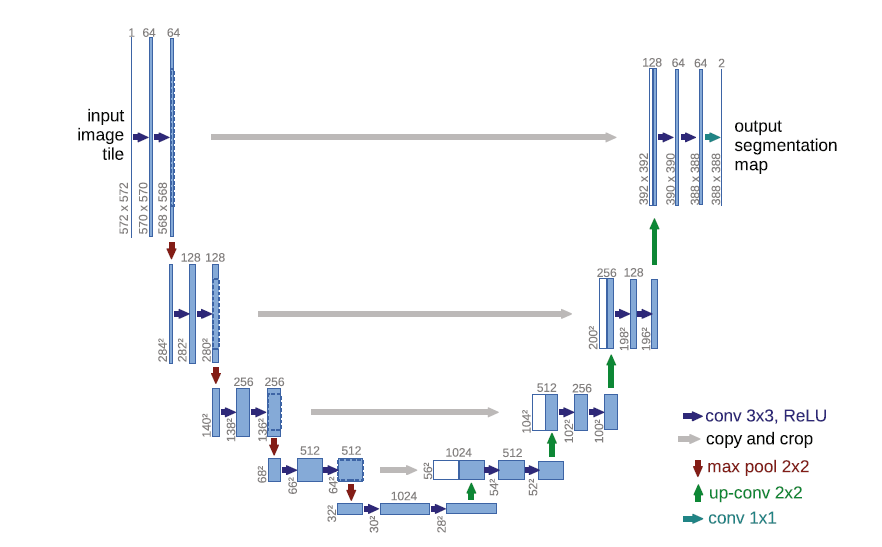 1 64 64
128 64 64 2
input
image
tile
output
segmentation
map
572 x 572
570 x 570
568 x 568
392 x 392
390 x 390
388 x 388
388 x 388
128 128
256 128
284²
282²
280²
200²
198²
196²
256 256
512 256
140²
138²
136²
104²
102²
100²
512 512
1024 512
68²
66²
64²
56²
54²
52²
1024
32²
30²
28²
conv 3x3, ReLU
copy and crop
max pool 2x2
up-conv 2x2
conv 1x1